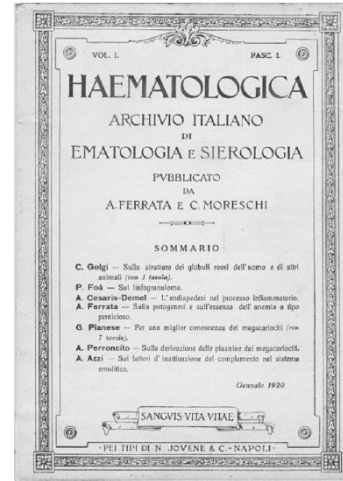 VOL. I. FASC. I.
HAEMATOLOGICA
ARCHIVIO ITALIANO
DI
EMATOLOGIA E SIEROLOGIA
PVBBLICATO
DA
A. FERRATA E C. MORESCHI
SOMMARIO
C. Golgi — Sulla struttura dei globuli rossi dell'uomo e di altri
animali (con 1 tavola).
P. Foà — Sul linfogranuloma.
A. Cesaris-Demel — L'endiapedesi nel processo infiammatorio.
A. Ferrata — Sulla patogenesi e sull'essenza dell'anemia a tipo
pernicioso.
G. Pianese — Per una miglior conoscenza dei megacariociti (con
7 tavole).
A. Perroncito — Sulla derivazione delle piastrine dai megacariociti.
A. Azzi — Sui fattori d'inattivazione del complemento nel sistema
emolitico.
Gennaio 1920
SANGVIS VITA VITAE
· PEI TIPI DI N. JOVENE & C. - NAPOLI ·